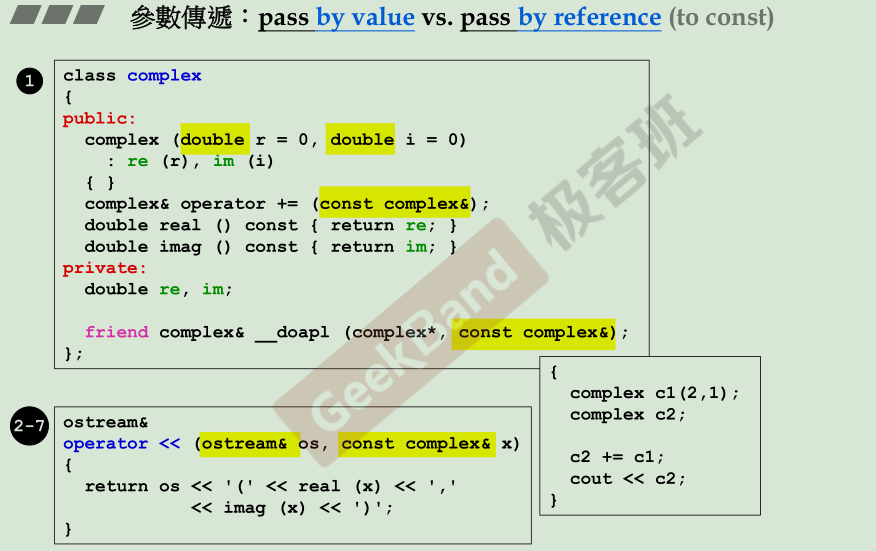 參數傳遞：pass by value vs. pass by reference (to const)
1
class complex
{
public:
  complex (double r = 0, double i = 0)
    : re (r), im (i)
  { }
  complex& operator += (const complex&);
  double real () const { return re; }
  double imag () const { return im; }
private:
  double re, im;
  friend complex& __doapl (complex*, const complex&);
};
2-7
ostream&
operator << (ostream& os, const complex& x)
{
  return os << '(' << real (x) << ','
            << imag (x) << ')';
}
{
  complex c1(2,1);
  complex c2;
  c2 += c1;
  cout << c2;
}
GeekBand 极客班